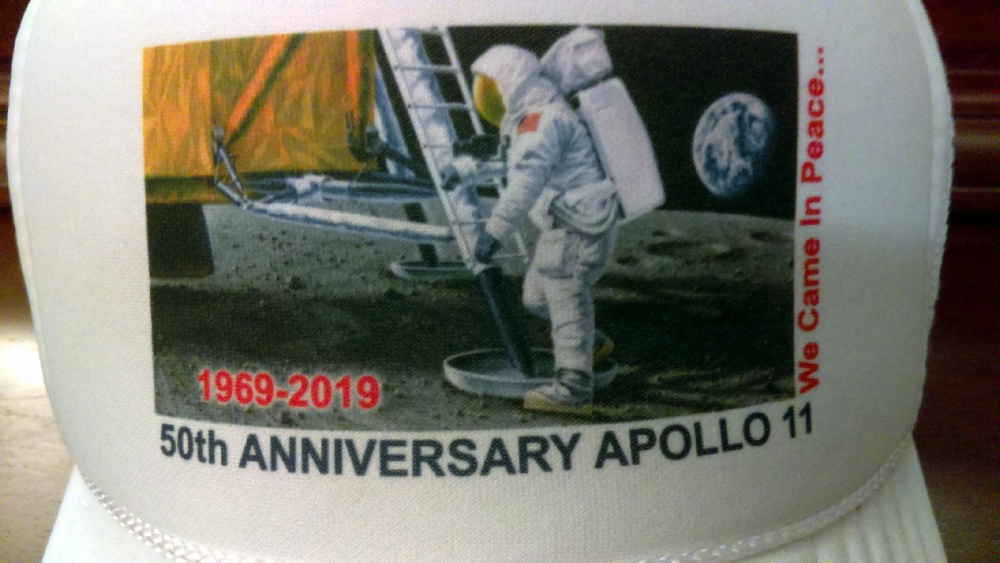 We Came In Peace...
1969-2019
50th ANNIVERSARY APOLLO 11